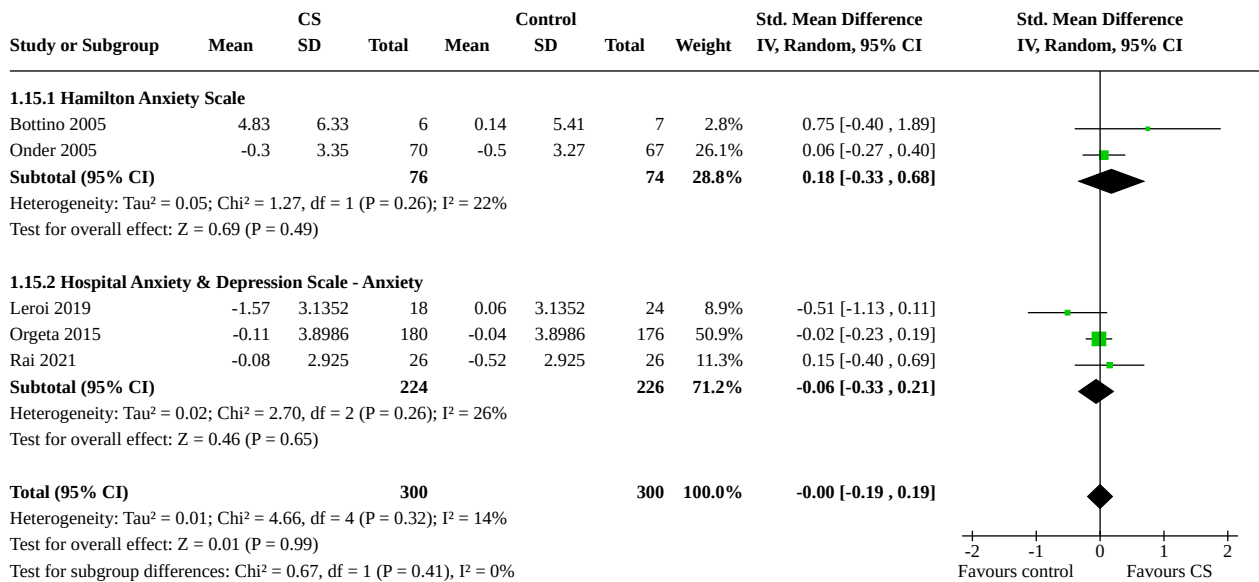 CS Control Std. Mean Difference Std. Mean Difference
Study or Subgroup Mean SD Total Mean SD Total Weight IV, Random, 95% CI IV, Random, 95% CI
1.15.1 Hamilton Anxiety Scale
Bottino 2005 4.83 6.33 6 0.14 5.41 7 2.8% 0.75 [-0.40 , 1.89]
Onder 2005 -0.3 3.35 70 -0.5 3.27 67 26.1% 0.06 [-0.27 , 0.40]
Subtotal (95% CI) 76 74 28.8% 0.18 [-0.33 , 0.68]
Heterogeneity: Tau² = 0.05; Chi² = 1.27, df = 1 (P = 0.26); I² = 22%
Test for overall effect: Z = 0.69 (P = 0.49)
1.15.2 Hospital Anxiety & Depression Scale - Anxiety
Leroi 2019 -1.57 3.1352 18 0.06 3.1352 24 8.9% -0.51 [-1.13 , 0.11]
Orgeta 2015 -0.11 3.8986 180 -0.04 3.8986 176 50.9% -0.02 [-0.23 , 0.19]
Rai 2021 -0.08 2.925 26 -0.52 2.925 26 11.3% 0.15 [-0.40 , 0.69]
Subtotal (95% CI) 224 226 71.2% -0.06 [-0.33 , 0.21]
Heterogeneity: Tau² = 0.02; Chi² = 2.70, df = 2 (P = 0.26); I² = 26%
Test for overall effect: Z = 0.46 (P = 0.65)
Total (95% CI) 300 300 100.0% -0.00 [-0.19 , 0.19]
Heterogeneity: Tau² = 0.01; Chi² = 4.66, df = 4 (P = 0.32); I² = 14%
Test for overall effect: Z = 0.01 (P = 0.99)
Test for subgroup differences: Chi² = 0.67, df = 1 (P = 0.41), I² = 0%
-2 -1 0 1 2
Favours control Favours CS